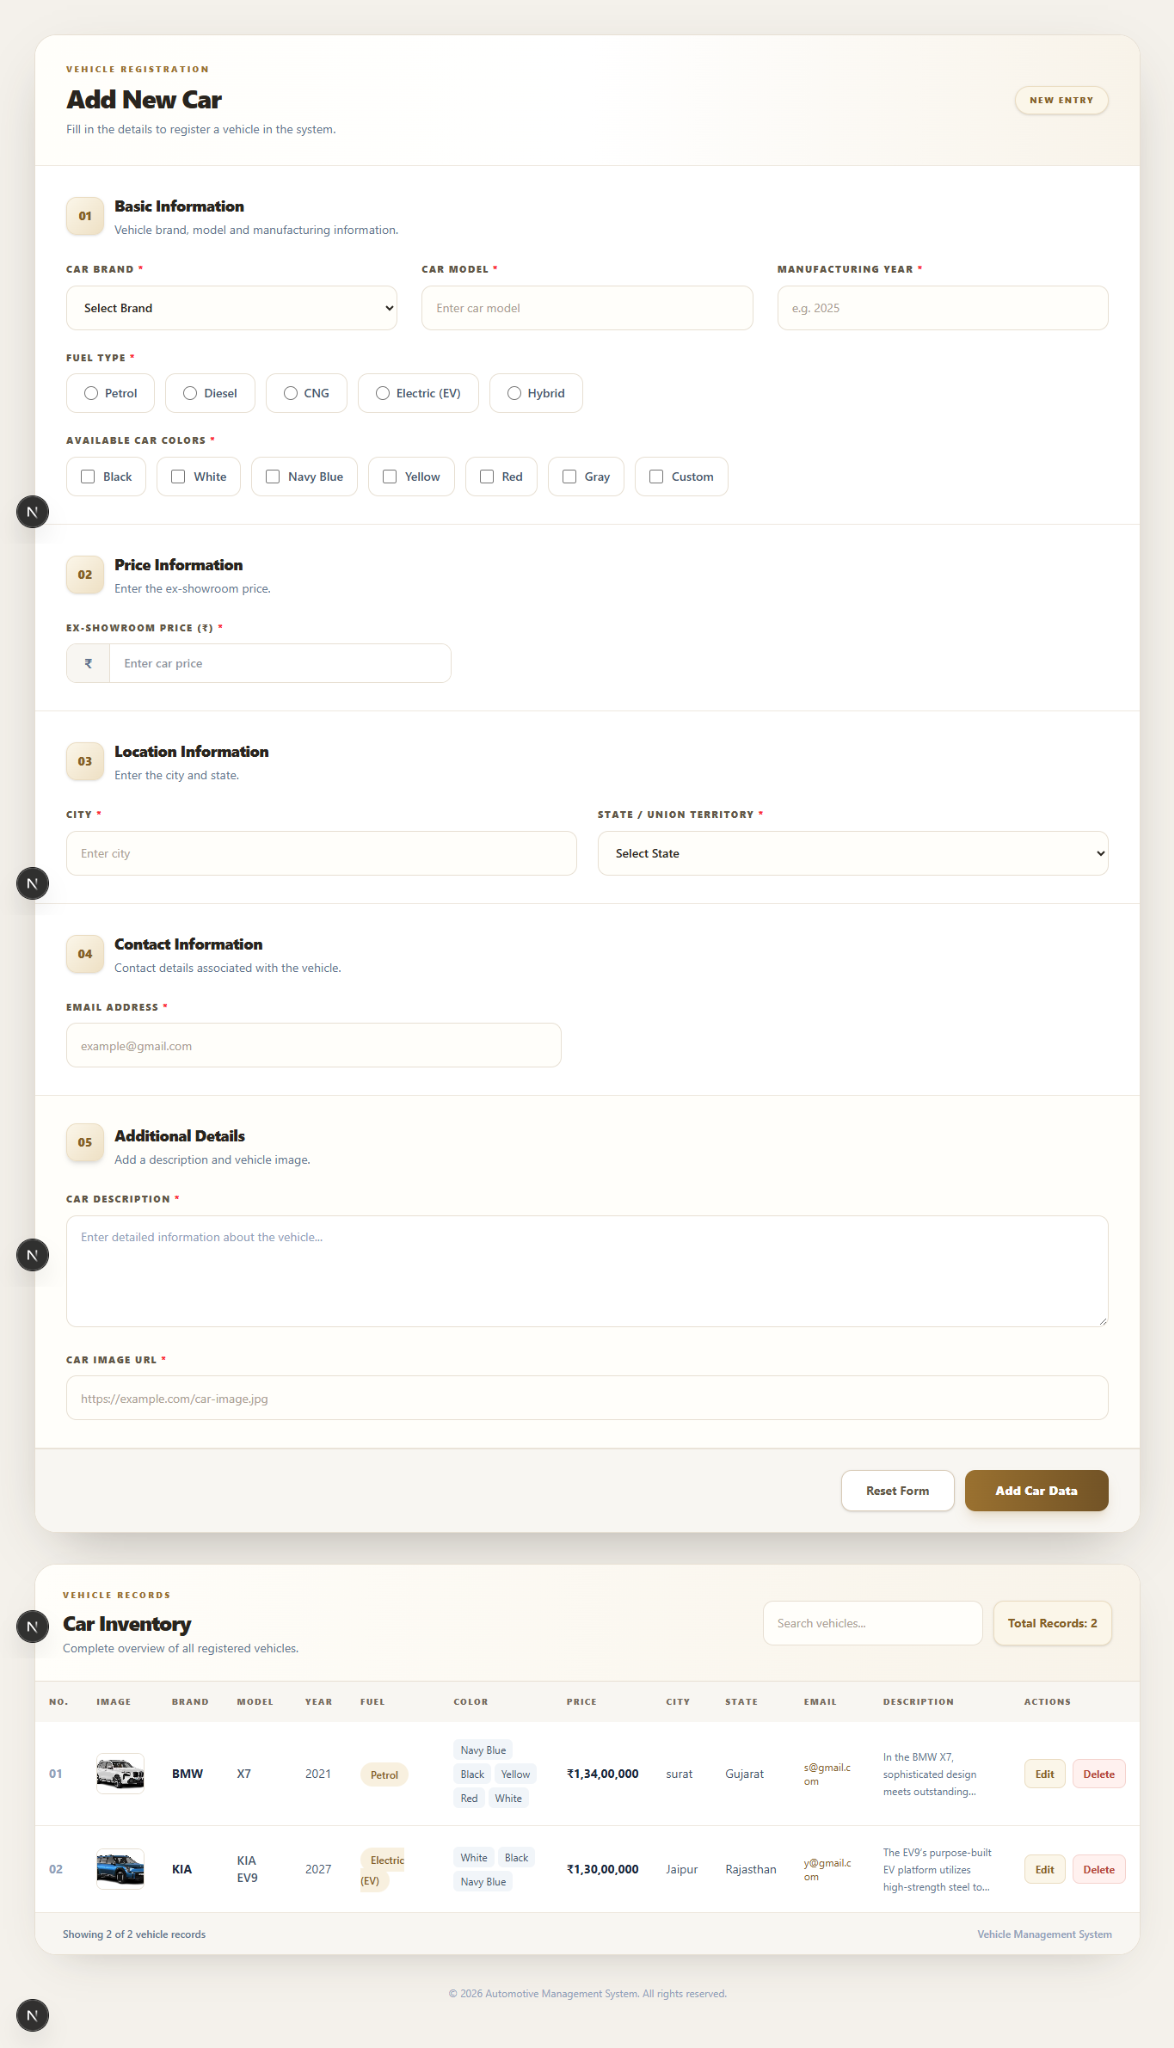 VEHICLE REGISTRATION
Add New Car
Fill in the details to register a vehicle in the system.
NEW ENTRY
01
Basic Information
Vehicle brand, model and manufacturing information.
CAR BRAND *
CAR MODEL *
MANUFACTURING YEAR *
Select Brand
Enter car model
e.g. 2025
FUEL TYPE *
Petrol
Diesel
CNG
Electric (EV)
Hybrid
AVAILABLE CAR COLORS *
Black
White
Navy Blue
Yellow
Red
Gray
Custom
N
02
Price Information
Enter the ex-showroom price.
EX-SHOWROOM PRICE (₹) *
₹
Enter car price
03
Location Information
Enter the city and state.
CITY *
STATE / UNION TERRITORY *
Enter city
Select State
N
04
Contact Information
Contact details associated with the vehicle.
EMAIL ADDRESS *
example@gmail.com
05
Additional Details
Add a description and vehicle image.
CAR DESCRIPTION *
Enter detailed information about the vehicle...
N
CAR IMAGE URL *
https://example.com/car-image.jpg
Reset Form
Add Car Data
VEHICLE RECORDS
Car Inventory
Complete overview of all registered vehicles.
N
Search vehicles...
Total Records: 2
NO. IMAGE BRAND MODEL YEAR FUEL COLOR PRICE CITY STATE EMAIL DESCRIPTION ACTIONS
01
BMW
X7
2021
Petrol
Navy Blue
Black Yellow
Red White
₹1,34,00,000
surat
Gujarat
s@gmail.c
om
In the BMW X7,
sophisticated design
meets outstanding...
Edit
Delete
02
KIA
KIA
EV9
2027
Electric
(EV)
White Black
Navy Blue
₹1,30,00,000
Jaipur
Rajasthan
y@gmail.c
om
The EV9's purpose-built
EV platform utilizes
high-strength steel to...
Edit
Delete
Showing 2 of 2 vehicle records
Vehicle Management System
© 2026 Automotive Management System. All rights reserved.
N